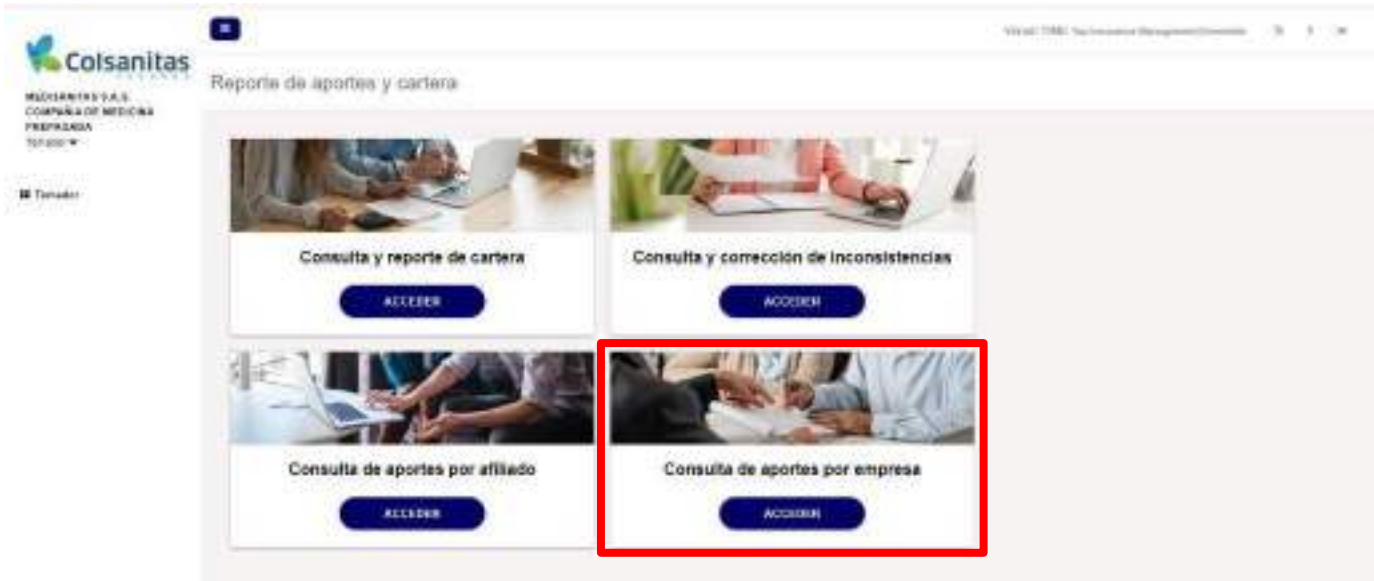 Colsanitas
MEDISANITAS S.A.S.
COMPAÑIA DE MEDICINA
PREPAGADA
Tomador
Reporte de aportes y cartera
Consulta y reporte de cartera
ACCEDER
Consulta y corrección de inconsistencias
ACCEDER
Consulta de aportes por afiliado
ACCEDER
Consulta de aportes por empresa
ACCEDER